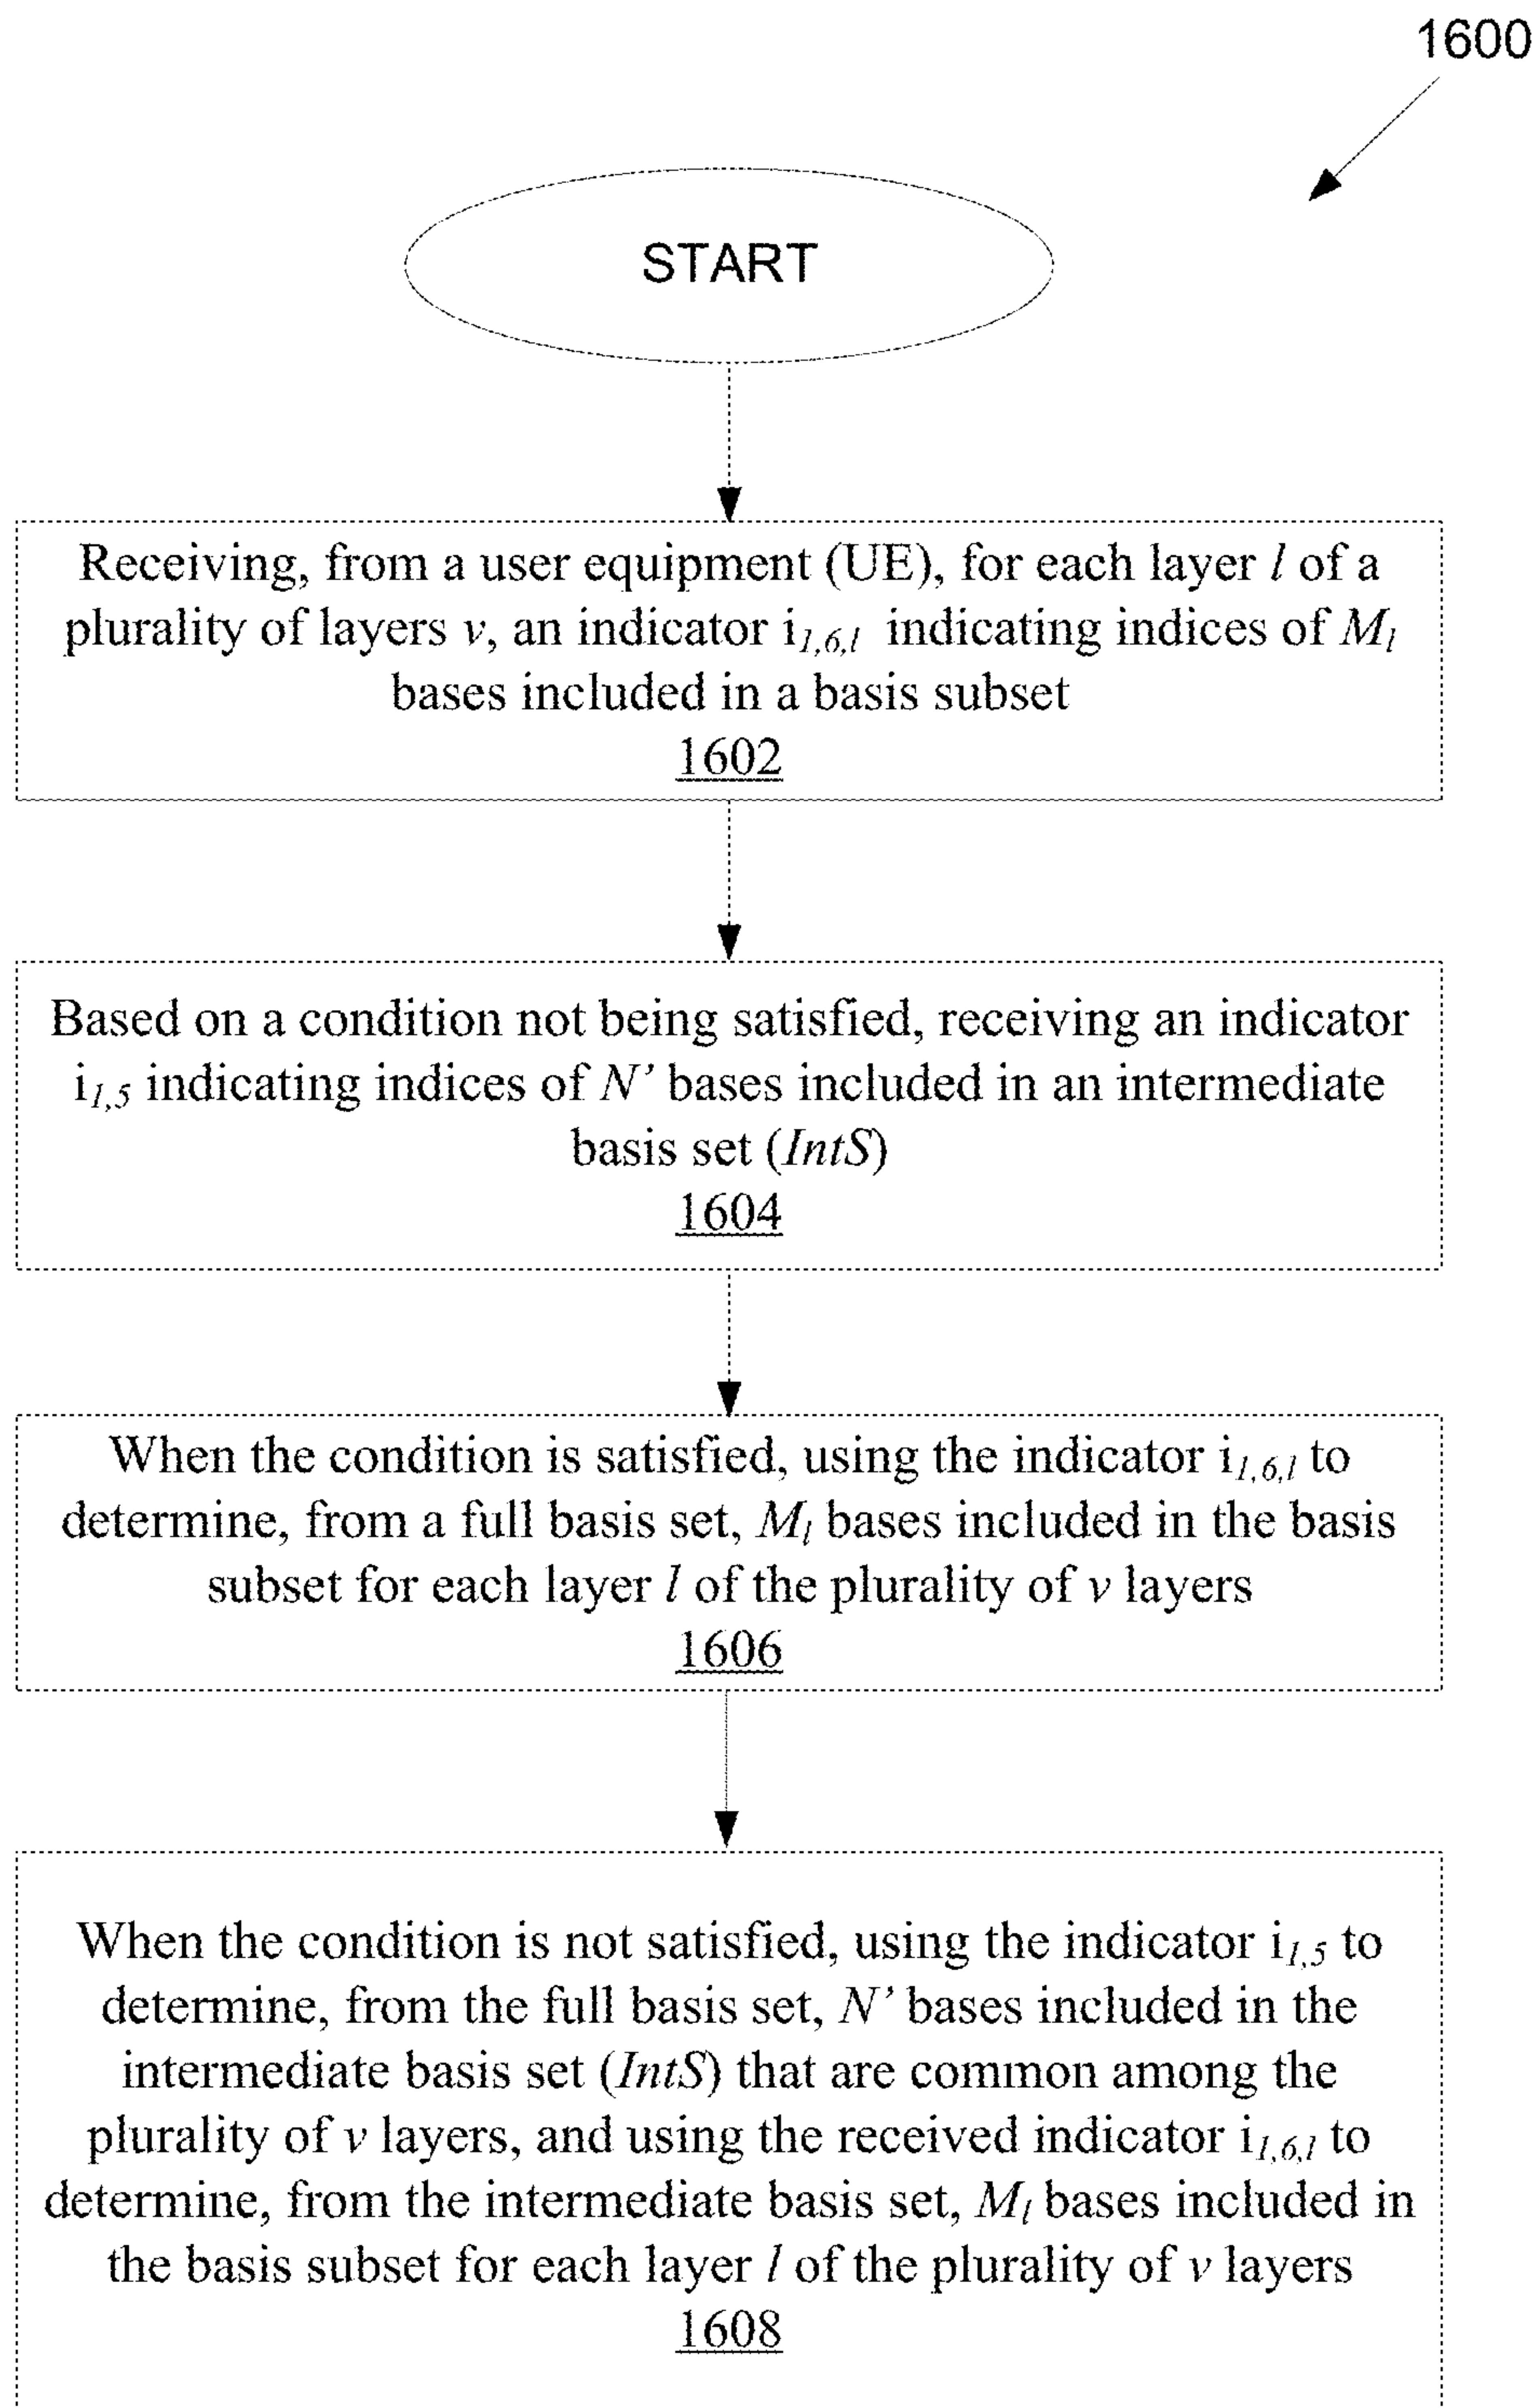 1600
START
Receiving, from a user equipment (UE), for each layer l of a
plurality of layers v, an indicator i1,6,l indicating indices of Ml
bases included in a basis subset
1602
Based on a condition not being satisfied, receiving an indicator
i1,5 indicating indices of N’ bases included in an intermediate
basis set (IntS)
1604
When the condition is satisfied, using the indicator i1,6,l to
determine, from a full basis set, Ml bases included in the basis
subset for each layer l of the plurality of v layers
1606
When the condition is not satisfied, using the indicator i1,5 to
determine, from the full basis set, N’ bases included in the
intermediate basis set (IntS) that are common among the
plurality of v layers, and using the received indicator i1,6,l to
determine, from the intermediate basis set, Ml bases included in
the basis subset for each layer l of the plurality of v layers
1608